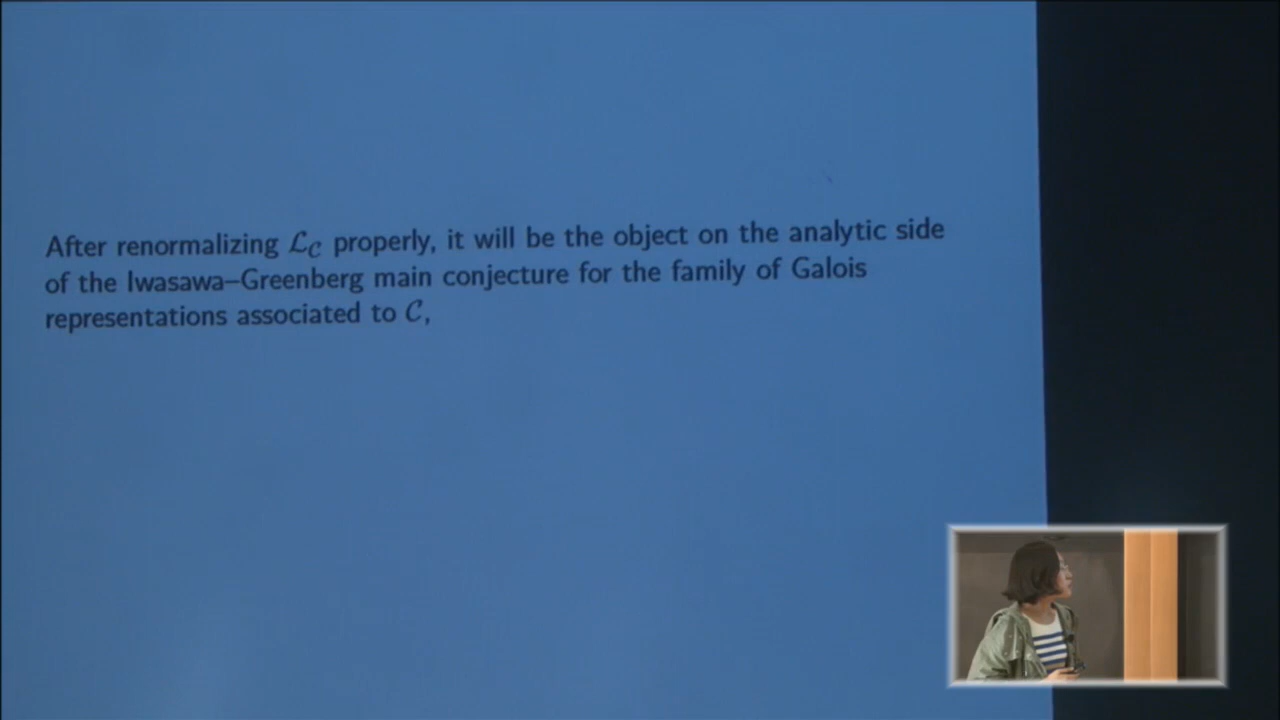 After renormalizing ℒ_𝒞 properly, it will be the object on the analytic side
of the Iwasawa–Greenberg main conjecture for the family of Galois
representations associated to 𝒞,